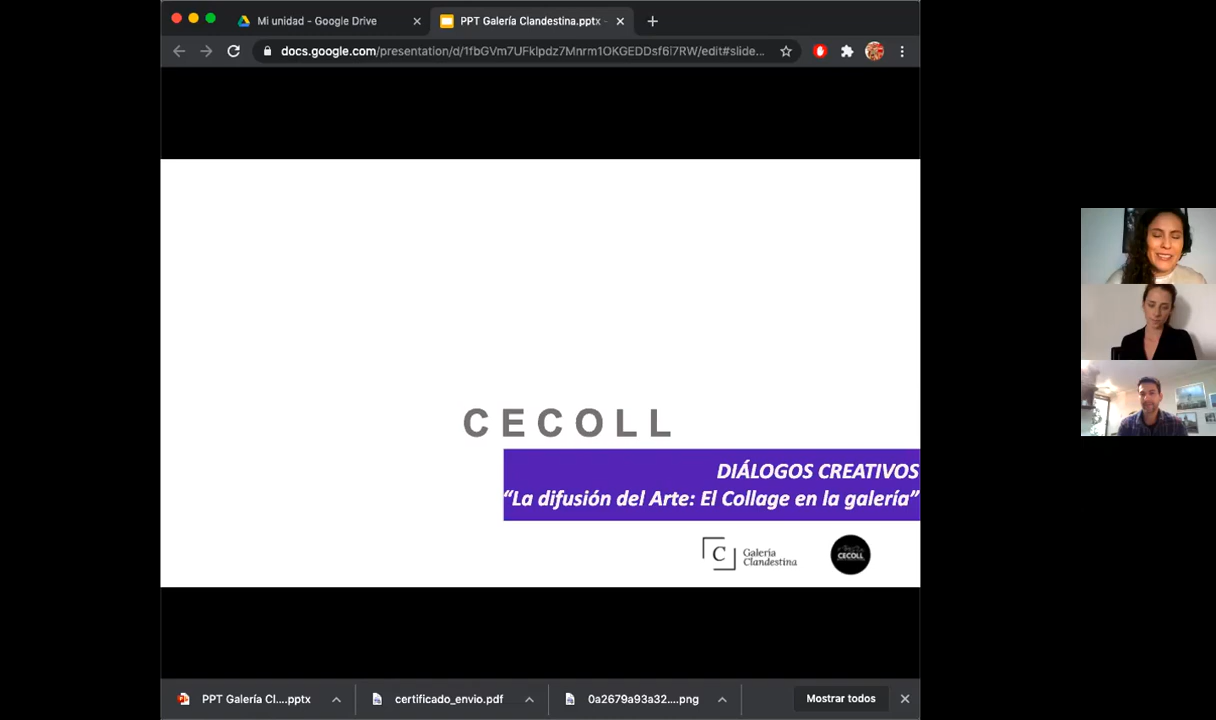 Mi unidad - Google Drive
PPT Galería Clandestina.pptx -
docs.google.com/presentation/d/1fbGVm7UFklpdz7Mnrm1OKGEDDsf6l7RW/edit#slide...
CECOLL
DIÁLOGOS CREATIVOS
“La difusión del Arte: El Collage en la galería”
C Galería
Clandestina
CECOLL
PPT Galería Cl....pptx
certificado_envio.pdf
0a2679a93a32....png
Mostrar todos